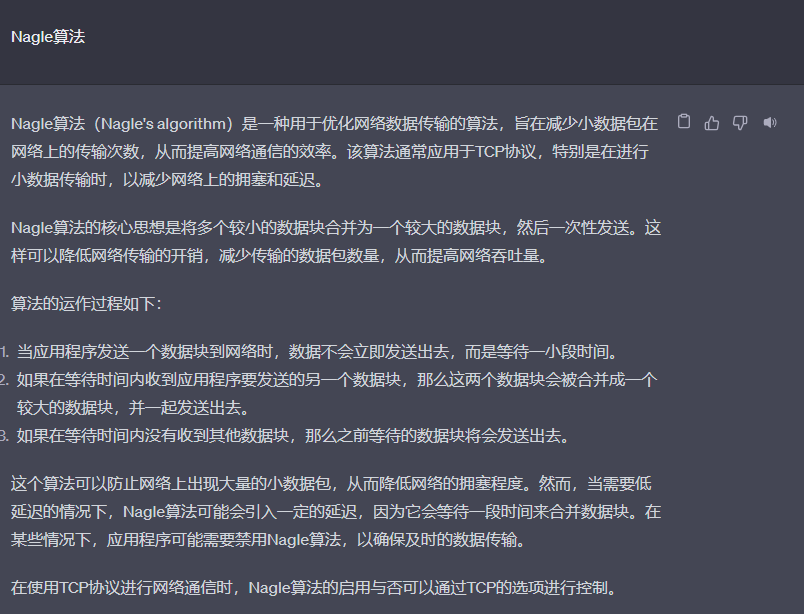 Nagle算法
Nagle算法（Nagle's algorithm）是一种用于优化网络数据传输的算法，旨在减少小数据包在
网络上的传输次数，从而提高网络通信的效率。该算法通常应用于TCP协议，特别是在进行
小数据传输时，以减少网络上的拥塞和延迟。
Nagle算法的核心思想是将多个较小的数据块合并为一个较大的数据块，然后一次性发送。这
样可以降低网络传输的开销，减少传输的数据包数量，从而提高网络吞吐量。
算法的运作过程如下：
1. 当应用程序发送一个数据块到网络时，数据不会立即发送出去，而是等待一小段时间。
2. 如果在等待时间内收到应用程序要发送的另一个数据块，那么这两个数据块会被合并成一个
较大的数据块，并一起发送出去。
3. 如果在等待时间内没有收到其他数据块，那么之前等待的数据块将会发送出去。
这个算法可以防止网络上出现大量的小数据包，从而降低网络的拥塞程度。然而，当需要低
延迟的情况下，Nagle算法可能会引入一定的延迟，因为它会等待一段时间来合并数据块。在
某些情况下，应用程序可能需要禁用Nagle算法，以确保及时的数据传输。
在使用TCP协议进行网络通信时，Nagle算法的启用与否可以通过TCP的选项进行控制。